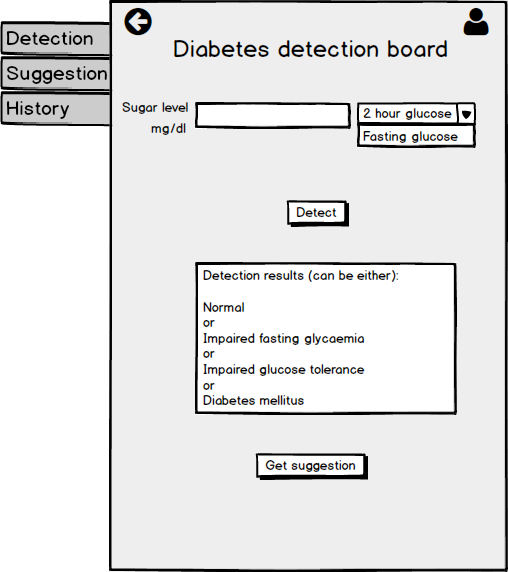 Detection
Suggestion
History
Diabetes detection board
Sugar level
mg/dl
2 hour glucose
Fasting glucose
Detect
Detection results (can be either):
Normal
or
Impaired fasting glycaemia
or
Impaired glucose tolerance
or
Diabetes mellitus
Get suggestion